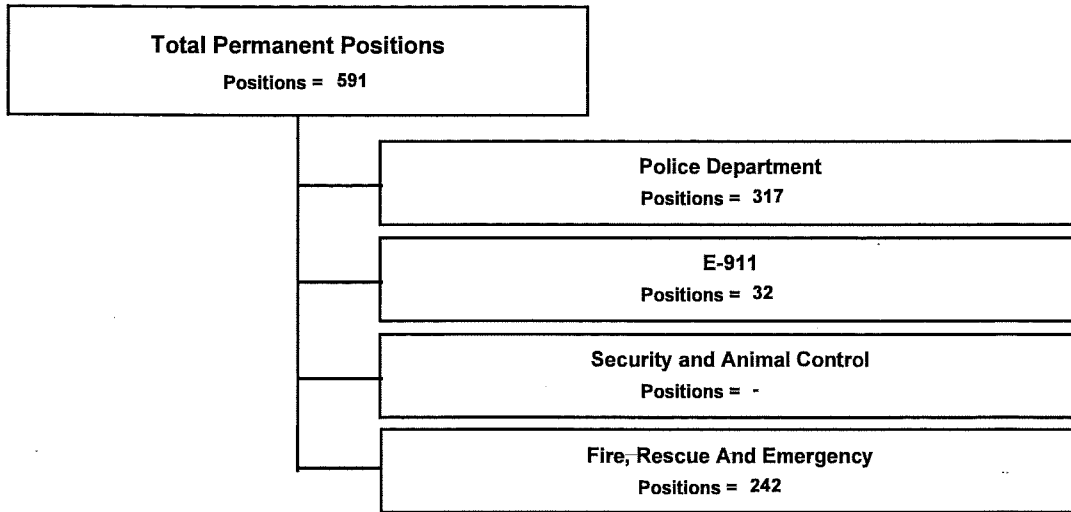 Total Permanent Positions
Positions = 591
Police Department
Positions = 317
E-911
Positions = 32
Security and Animal Control
Positions = -
Fire, Rescue And Emergency
Positions = 242